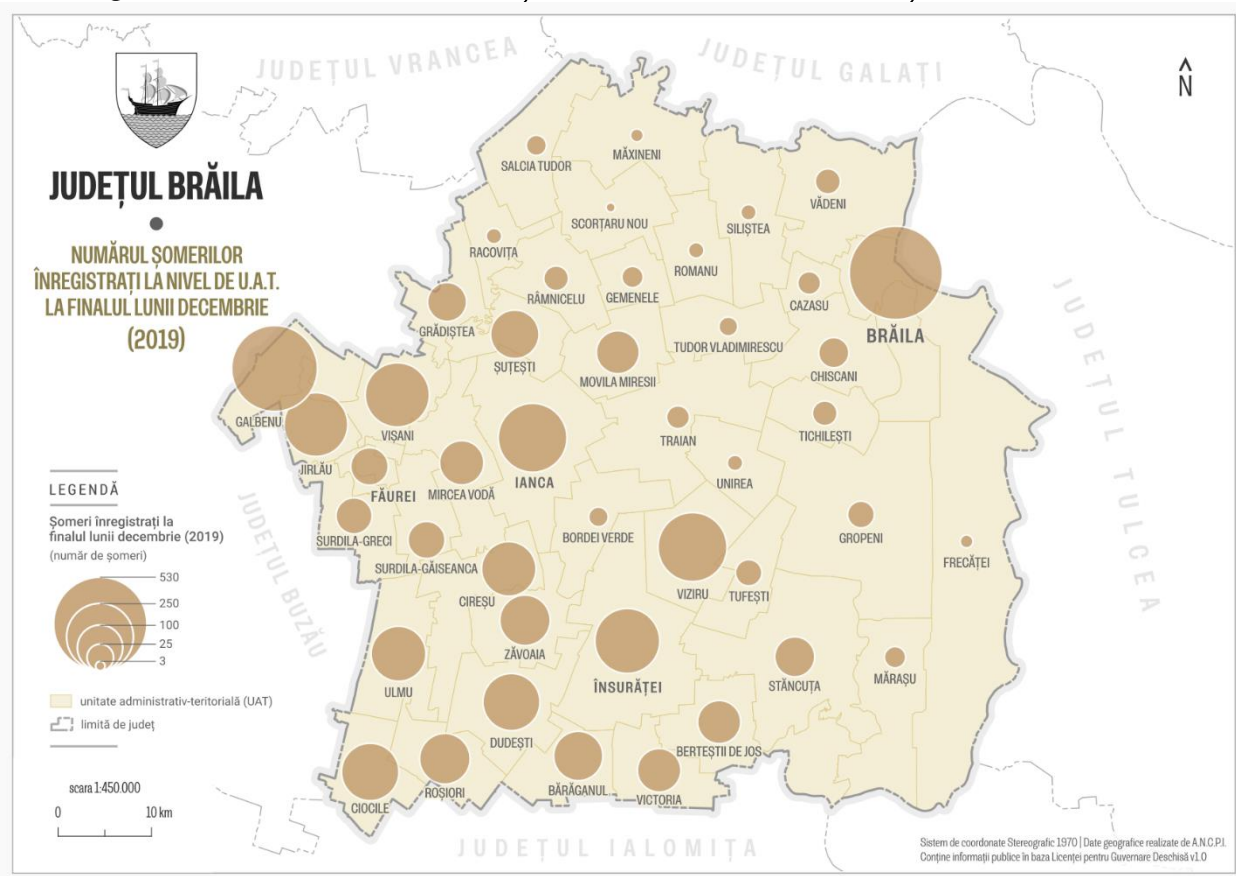 JUDEȚUL VRANCEA
JUDEȚUL GALAȚI
N
JUDEȚUL BRĂILA
NUMĂRUL ȘOMERILOR
ÎNREGISTRAȚI LA NIVEL DE U.A.T.
LA FINALUL LUNII DECEMBRIE
(2019)
SALCIA TUDOR
MĂXINENI
VĂDENI
SCORȚARU NOU
SILIȘTEA
RACOVIȚA
ROMANU
RÂMNICELU
GEMENELE
CAZASU
GRĂDIȘTEA
BRĂILA
TUDOR VLADIMIRESCU
ȘUȚEȘTI
MOVILA MIRESII
CHISCANI
JUDEȚUL TULCEA
GALBENU
VIȘANI
TRAIAN
TICHILEȘTI
JIRLĂU
IANCA
UNIREA
FĂUREI
MIRCEA VODĂ
SURDILA-GRECI
BORDEI VERDE
GROPENI
SURDILA-GĂISEANCA
FRECĂȚEI
CIREȘU
VIZIRU
TUFEȘTI
JUDEȚUL BUZĂU
ZĂVOAIA
ULMU
ÎNSURĂȚEI
STĂNCUȚA
MĂRAȘU
DUDEȘTI
BERTEȘTII DE JOS
CIOCILE
ROȘIORI
BĂRĂGANUL
VICTORIA
JUDEȚUL IALOMIȚA
LEGENDĂ
Șomeri înregistrați la
finalul lunii decembrie (2019)
(număr de șomeri)
530
250
100
25
3
unitate administrativ-teritorială (UAT)
limită de județ
scara 1:450.000
0 10 km
Sistem de coordonate Stereografic 1970 | Date geografice realizate de A.N.C.P.I.
Conține informații publice în baza Licenței pentru Guvernare Deschisă v1.0